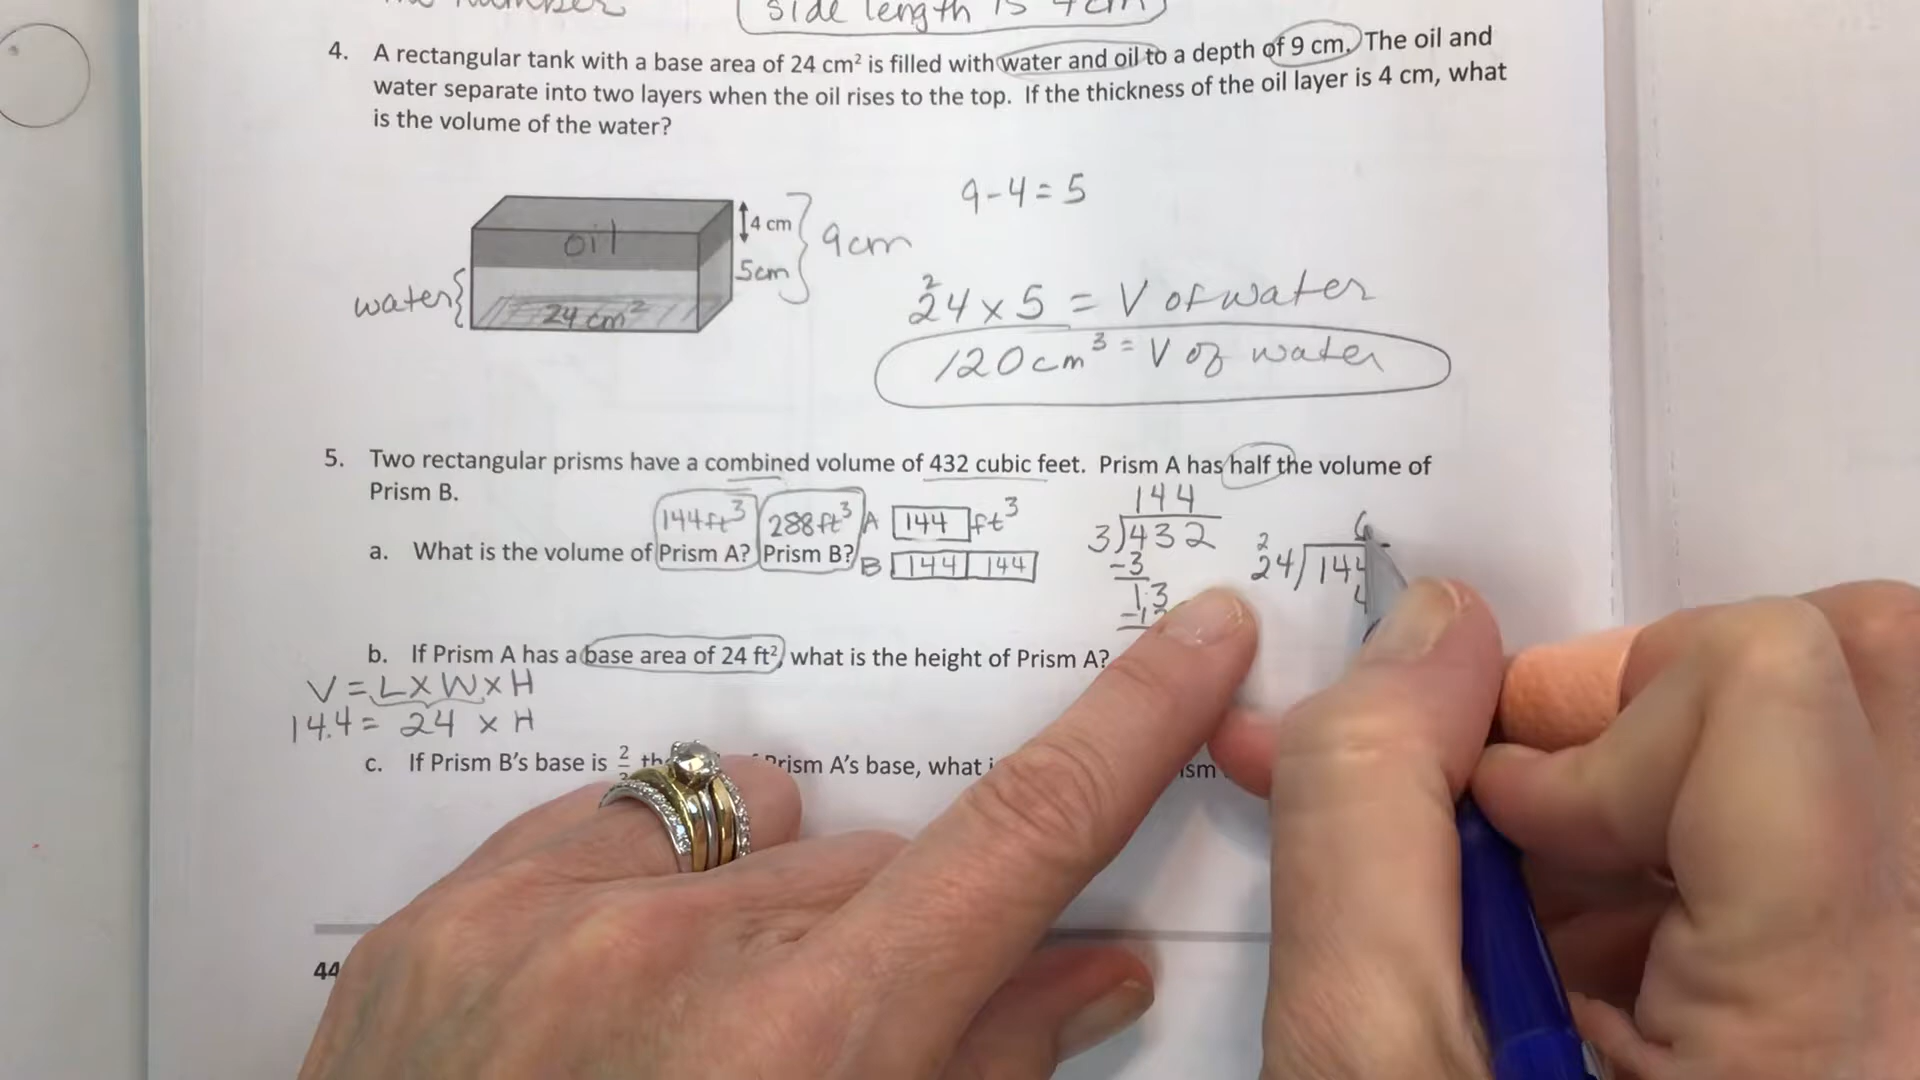 side length is 4cm
4. A rectangular tank with a base area of 24 cm² is filled with water and oil to a depth of 9 cm. The oil and
water separate into two layers when the oil rises to the top. If the thickness of the oil layer is 4 cm, what
is the volume of the water?
9-4=5
4 cm
oil
9cm
5cm
water
24 cm²
2
24 x 5 = V of water
120cm³ = V of water
5. Two rectangular prisms have a combined volume of 432 cubic feet. Prism A has half the volume of
Prism B.
144ft³ 288ft³ A 144 ft³
a. What is the volume of Prism A? Prism B? B 144 144
144
3)432
-3
13
2 6
24)144
4
b. If Prism A has a base area of 24 ft², what is the height of Prism A?
V = L x W x H
144 = 24 x H
c. If Prism B's base is 2 Prism A's base, what
44